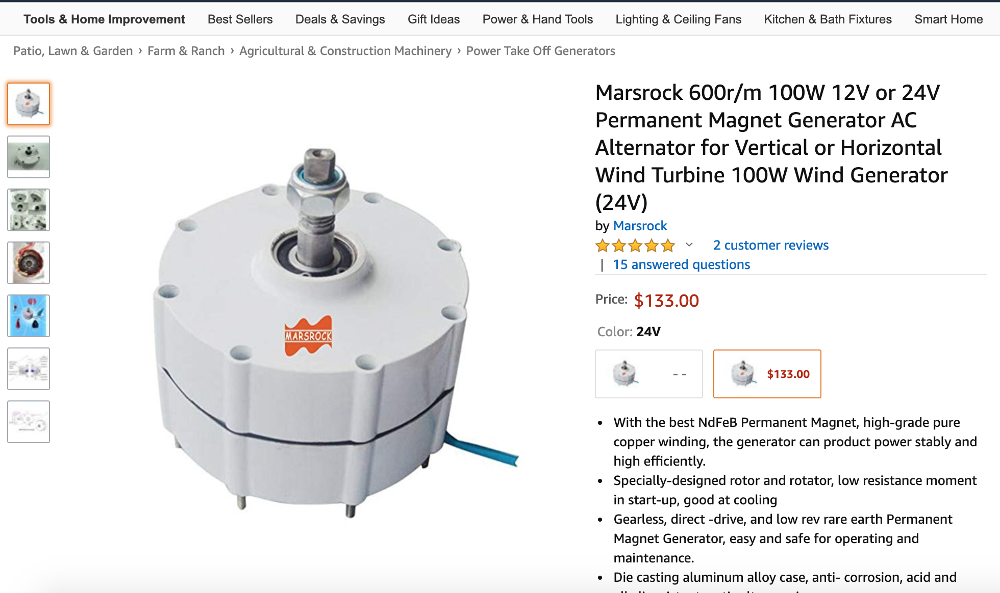 Tools & Home Improvement Best Sellers Deals & Savings Gift Ideas Power & Hand Tools Lighting & Ceiling Fans Kitchen & Bath Fixtures Smart Home
Patio, Lawn & Garden › Farm & Ranch › Agricultural & Construction Machinery › Power Take Off Generators
Marsrock 600r/m 100W 12V or 24V
Permanent Magnet Generator AC
Alternator for Vertical or Horizontal
Wind Turbine 100W Wind Generator
(24V)
by Marsrock
2 customer reviews
| 15 answered questions
Price: $133.00
Color: 24V
-- $133.00
MARSROCK
• With the best NdFeB Permanent Magnet, high-grade pure
copper winding, the generator can product power stably and
high efficiently.
• Specially-designed rotor and rotator, low resistance moment
in start-up, good at cooling
• Gearless, direct -drive, and low rev rare earth Permanent
Magnet Generator, easy and safe for operating and
maintenance.
• Die casting aluminum alloy case, anti- corrosion, acid and